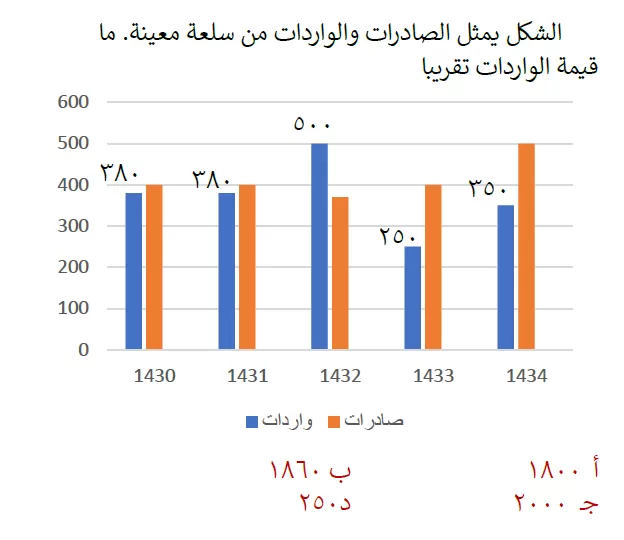 الشكل يمثل الصادرات والواردات من سلعة معينة. ما
قيمة الواردات تقريبا
600
500
400
300
200
100
0
٣٨٠
٣٨٠
٥٠٠
٢٥٠
٣٥٠
1430 1431 1432 1433 1434
واردات صادرات
أ ١٨٠٠ ب ١٨٦٠
جـ ٢٠٠٠ د ٢٥٠